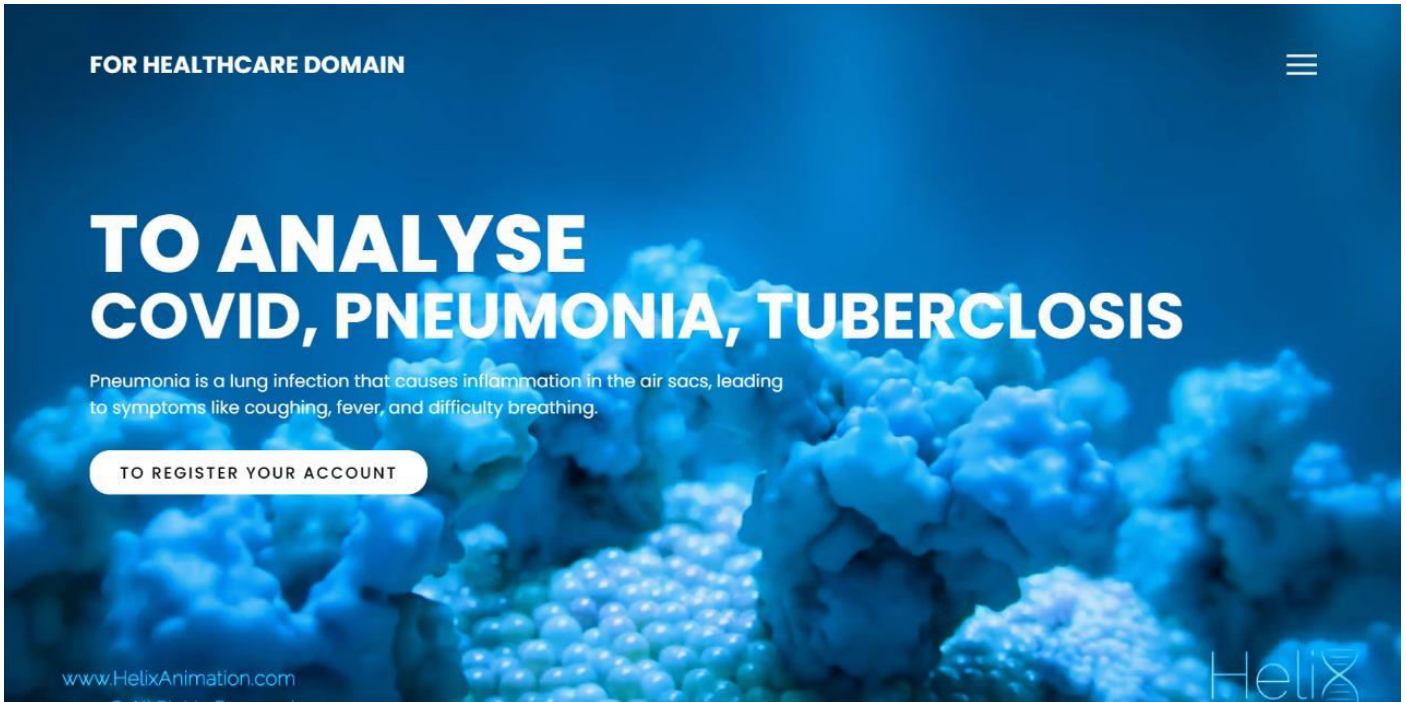 FOR HEALTHCARE DOMAIN
TO ANALYSE
COVID, PNEUMONIA, TUBERCLOSIS
Pneumonia is a lung infection that causes inflammation in the air sacs, leading
to symptoms like coughing, fever, and difficulty breathing.
TO REGISTER YOUR ACCOUNT
www.HelixAnimation.com
HeliX